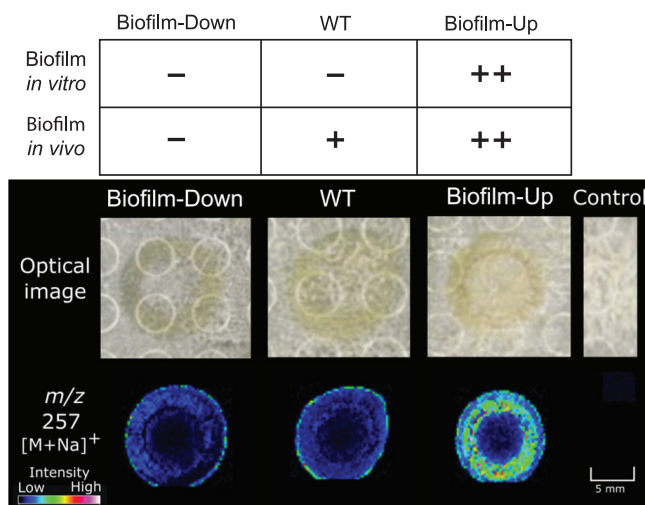 Biofilm-Down WT Biofilm-Up
Biofilm
in vitro
– – ++
Biofilm
in vivo
– + ++
Biofilm-Down WT Biofilm-Up Control
Optical
image
m/z
257
[M+Na]+
Intensity
Low High
5 mm